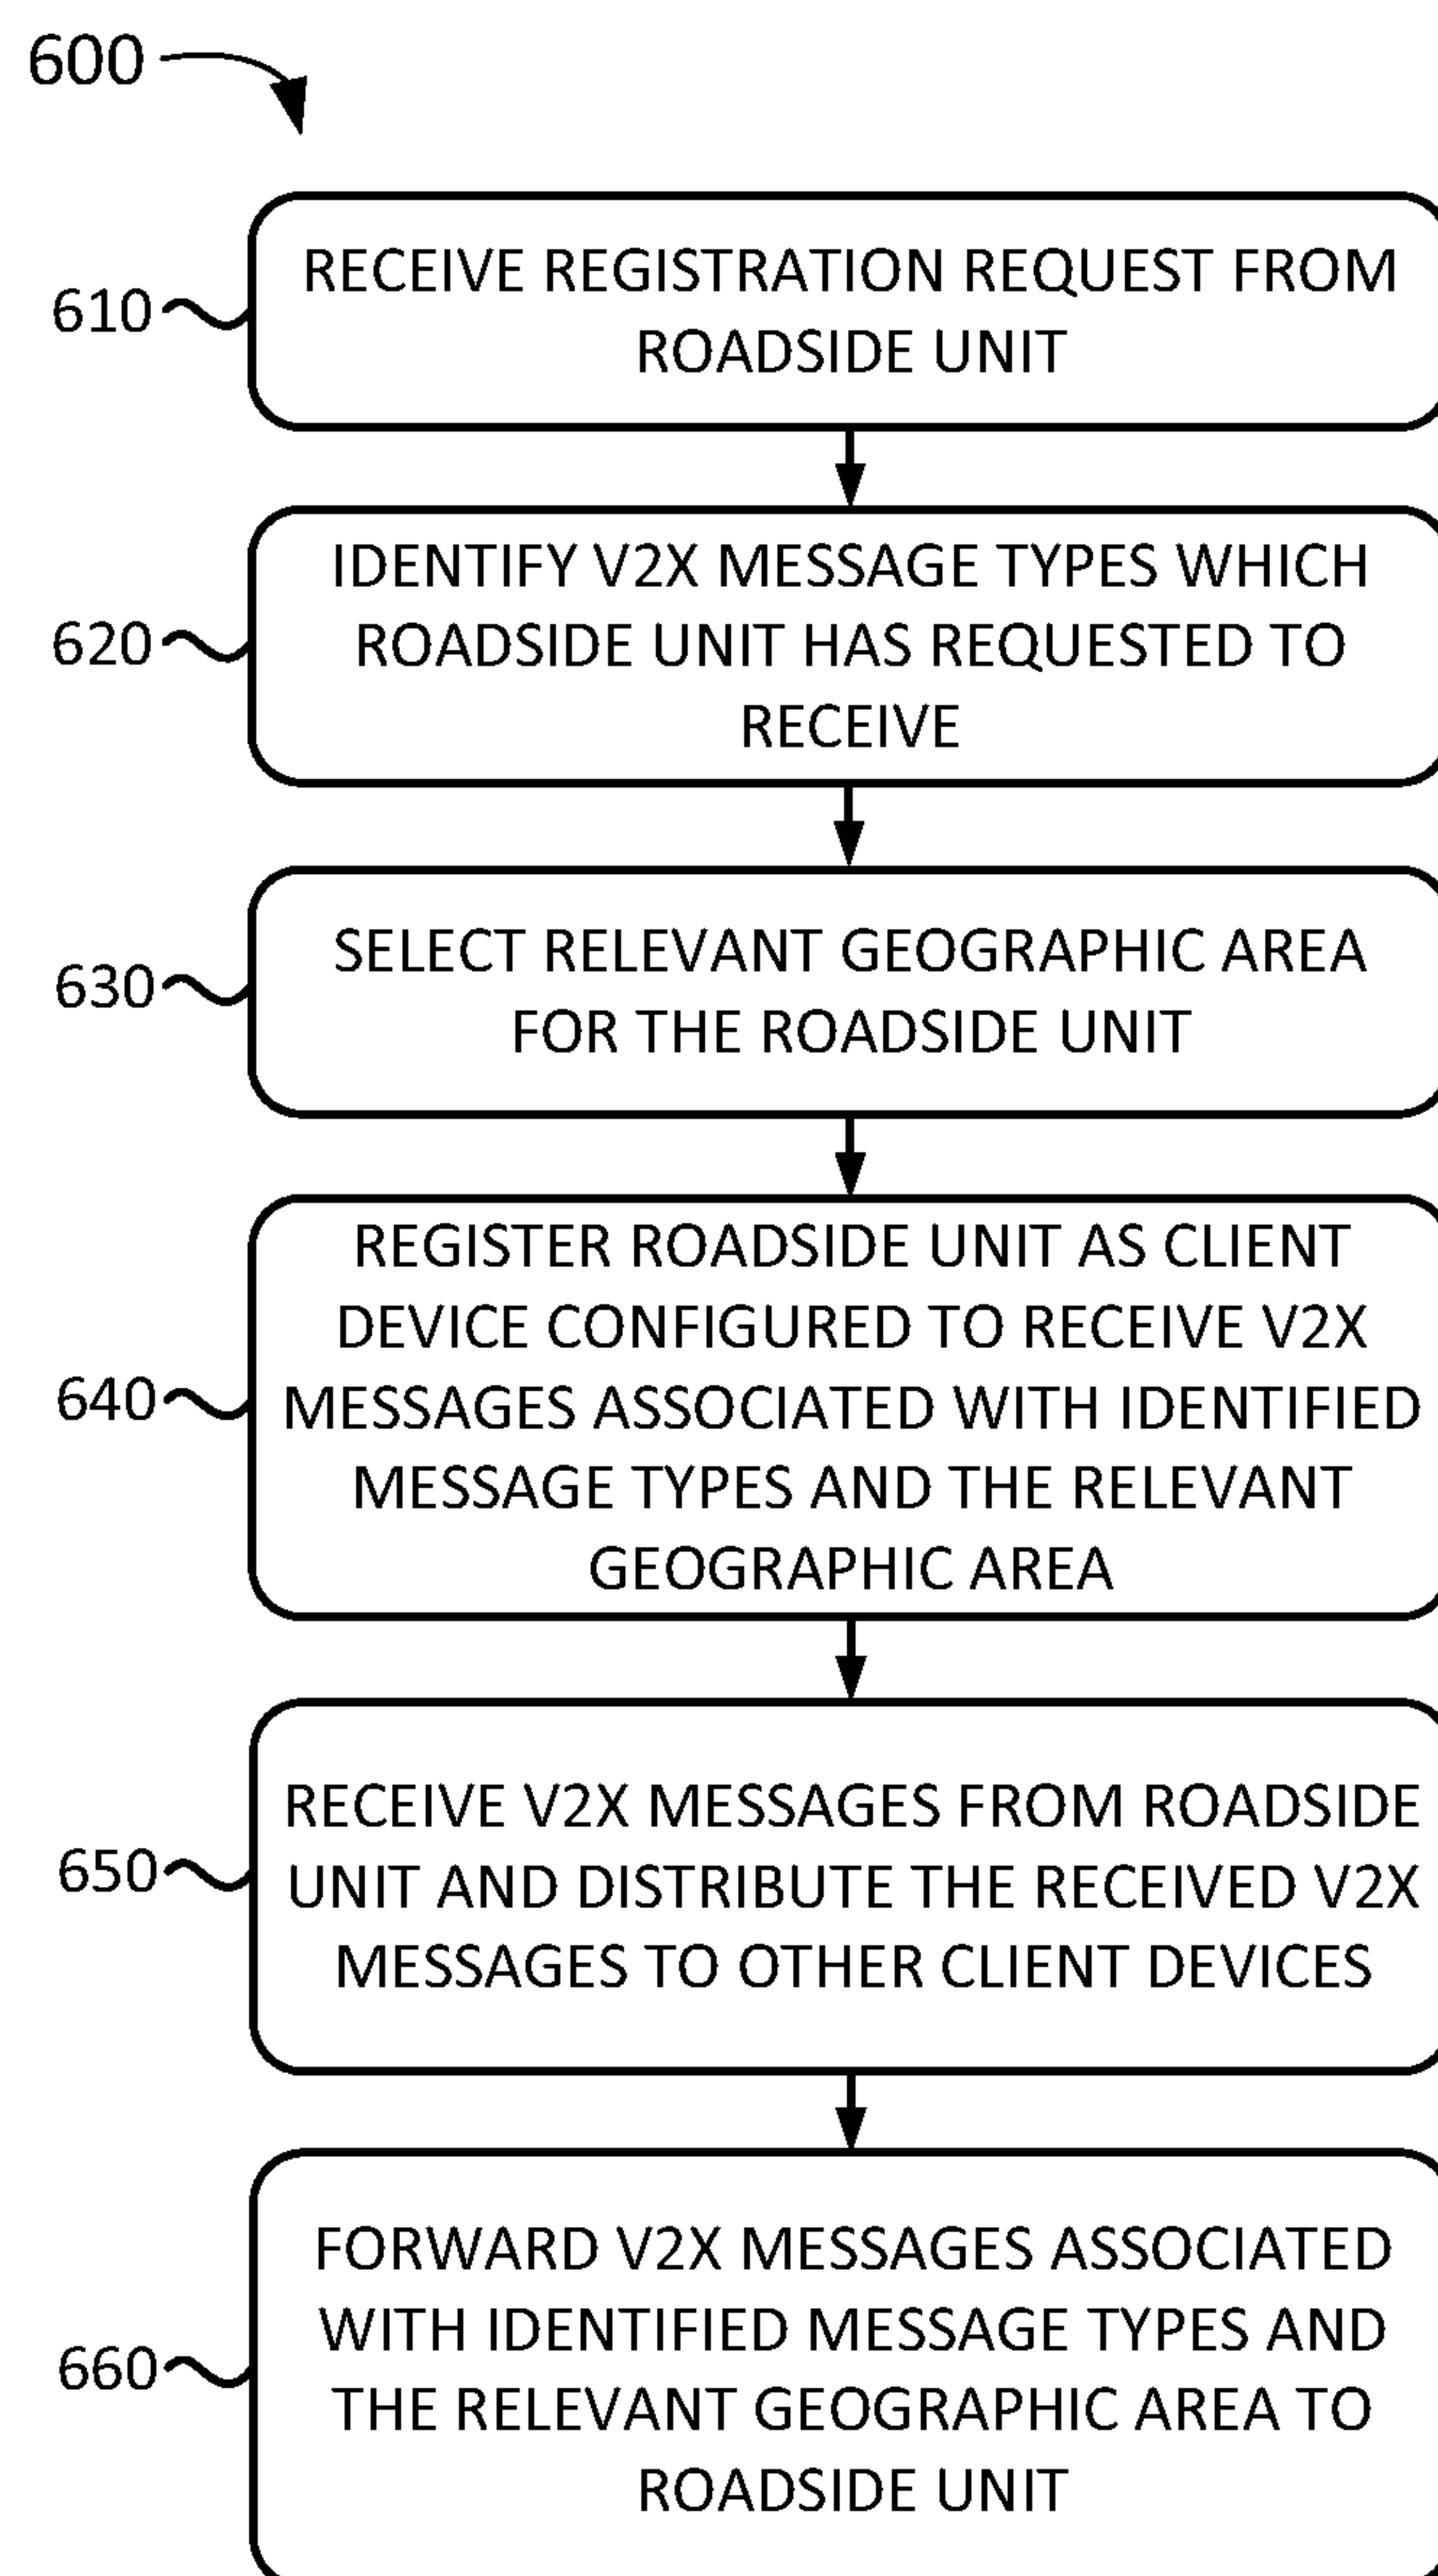 600
610
RECEIVE REGISTRATION REQUEST FROM
ROADSIDE UNIT
620
IDENTIFY V2X MESSAGE TYPES WHICH
ROADSIDE UNIT HAS REQUESTED TO
RECEIVE
630
SELECT RELEVANT GEOGRAPHIC AREA
FOR THE ROADSIDE UNIT
640
REGISTER ROADSIDE UNIT AS CLIENT
DEVICE CONFIGURED TO RECEIVE V2X
MESSAGES ASSOCIATED WITH IDENTIFIED
MESSAGE TYPES AND THE RELEVANT
GEOGRAPHIC AREA
650
RECEIVE V2X MESSAGES FROM ROADSIDE
UNIT AND DISTRIBUTE THE RECEIVED V2X
MESSAGES TO OTHER CLIENT DEVICES
660
FORWARD V2X MESSAGES ASSOCIATED
WITH IDENTIFIED MESSAGE TYPES AND
THE RELEVANT GEOGRAPHIC AREA TO
ROADSIDE UNIT